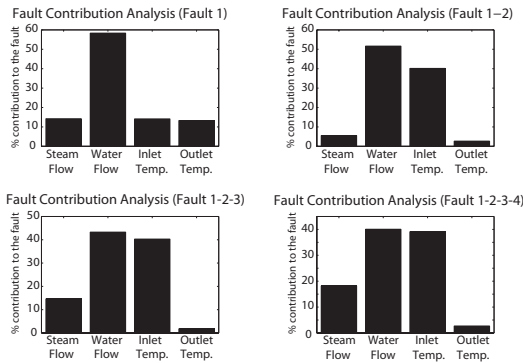 Fault Contribution Analysis (Fault 1)
% contribution to the fault
60
50
40
30
20
10
0
Steam Flow
Water Flow
Inlet Temp.
Outlet Temp.
Fault Contribution Analysis (Fault 1−2)
% contribution to the fault
60
50
40
30
20
10
0
Steam Flow
Water Flow
Inlet Temp.
Outlet Temp.
Fault Contribution Analysis (Fault 1-2-3)
% contribution to the fault
50
40
30
20
10
0
Steam Flow
Water Flow
Inlet Temp.
Outlet Temp.
Fault Contribution Analysis (Fault 1-2-3-4)
% contribution to the fault
40
30
20
10
0
Steam Flow
Water Flow
Inlet Temp.
Outlet Temp.